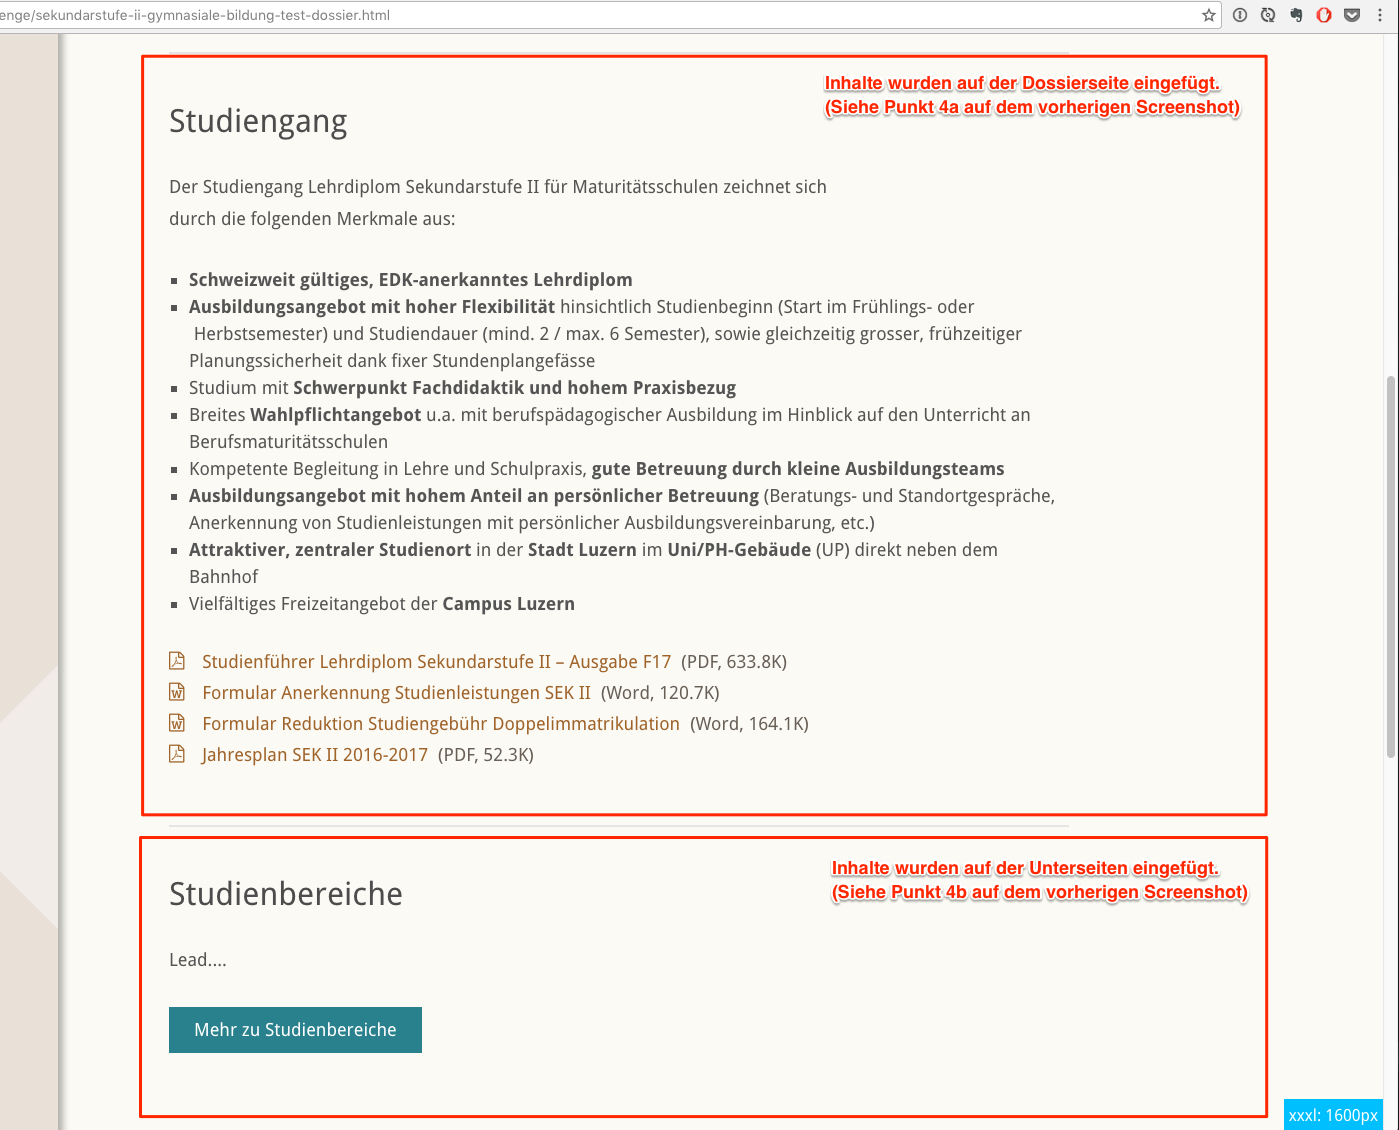 enge/sekundarstufe-ii-gymnasiale-bildung-test-dossier.html
Inhalte wurden auf der Dossierseite eingefügt.
(Siehe Punkt 4a auf dem vorherigen Screenshot)
Studiengang
Der Studiengang Lehrdiplom Sekundarstufe II für Maturitätsschulen zeichnet sich
durch die folgenden Merkmale aus:
Schweizweit gültiges, EDK-anerkanntes Lehrdiplom
Ausbildungsangebot mit hoher Flexibilität hinsichtlich Studienbeginn (Start im Frühlings- oder
Herbstsemester) und Studiendauer (mind. 2 / max. 6 Semester), sowie gleichzeitig grosser, frühzeitiger
Planungssicherheit dank fixer Stundenplangefässe
Studium mit Schwerpunkt Fachdidaktik und hohem Praxisbezug
Breites Wahlpflichtangebot u.a. mit berufspädagogischer Ausbildung im Hinblick auf den Unterricht an
Berufsmaturitätsschulen
Kompetente Begleitung in Lehre und Schulpraxis, gute Betreuung durch kleine Ausbildungsteams
Ausbildungsangebot mit hohem Anteil an persönlicher Betreuung (Beratungs- und Standortgespräche,
Anerkennung von Studienleistungen mit persönlicher Ausbildungsvereinbarung, etc.)
Attraktiver, zentraler Studienort in der Stadt Luzern im Uni/PH-Gebäude (UP) direkt neben dem
Bahnhof
Vielfältiges Freizeitangebot der Campus Luzern
Studienführer Lehrdiplom Sekundarstufe II – Ausgabe F17 (PDF, 633.8K)
Formular Anerkennung Studienleistungen SEK II (Word, 120.7K)
Formular Reduktion Studiengebühr Doppelimmatrikulation (Word, 164.1K)
Jahresplan SEK II 2016-2017 (PDF, 52.3K)
Inhalte wurden auf der Unterseiten eingefügt.
(Siehe Punkt 4b auf dem vorherigen Screenshot)
Studienbereiche
Lead....
Mehr zu Studienbereiche
xxxl: 1600px